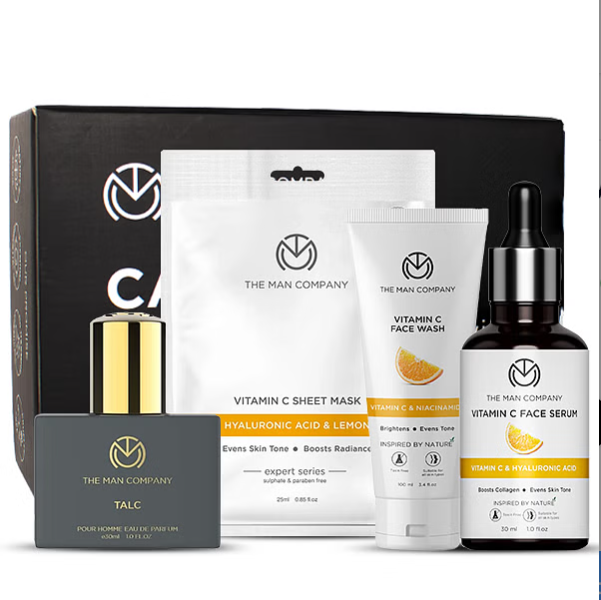 CA
THE MAN COMPANY
VITAMIN C SHEET MASK
HYALURONIC ACID & LEMON
Evens Skin Tone • Boosts Radiance
expert series
sulphate & paraben free
25ml 0.85 fl oz
THE MAN COMPANY
VITAMIN C
FACE WASH
VITAMIN C & NIACINAMID
Brightens • Evens Tone
INSPIRED BY NATURE
100 ml 3.4 fl oz
THE MAN COMPANY
VITAMIN C FACE SERUM
VITAMIN C & HYALURONIC ACID
Boosts Collagen • Evens Skin Tone
INSPIRED BY NATURE
30 ml 1.0 fl oz
THE MAN COMPANY
TALC
POUR HOMME EAU DE PARFUM
e30ml 1.0 FL.OZ